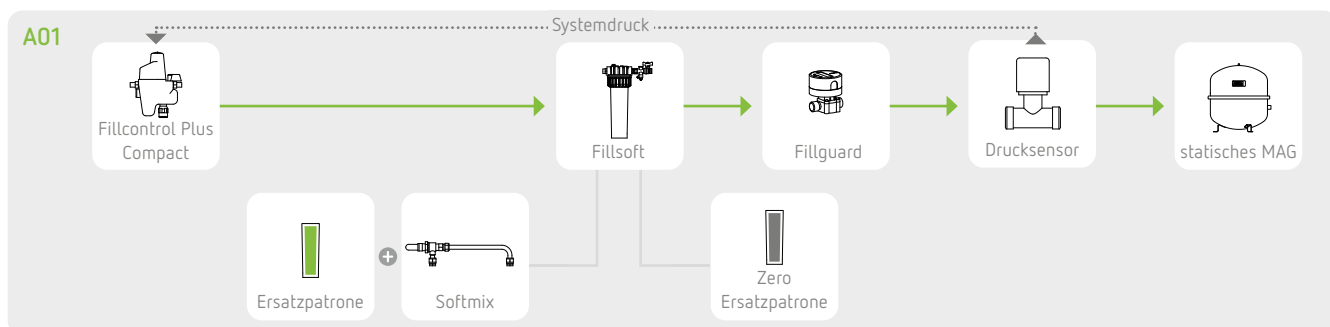 A01
Systemdruck
Fillcontrol Plus
Compact
Fillsoft
Fillguard
Drucksensor
statisches MAG
Ersatzpatrone
Softmix
Zero
Ersatzpatrone